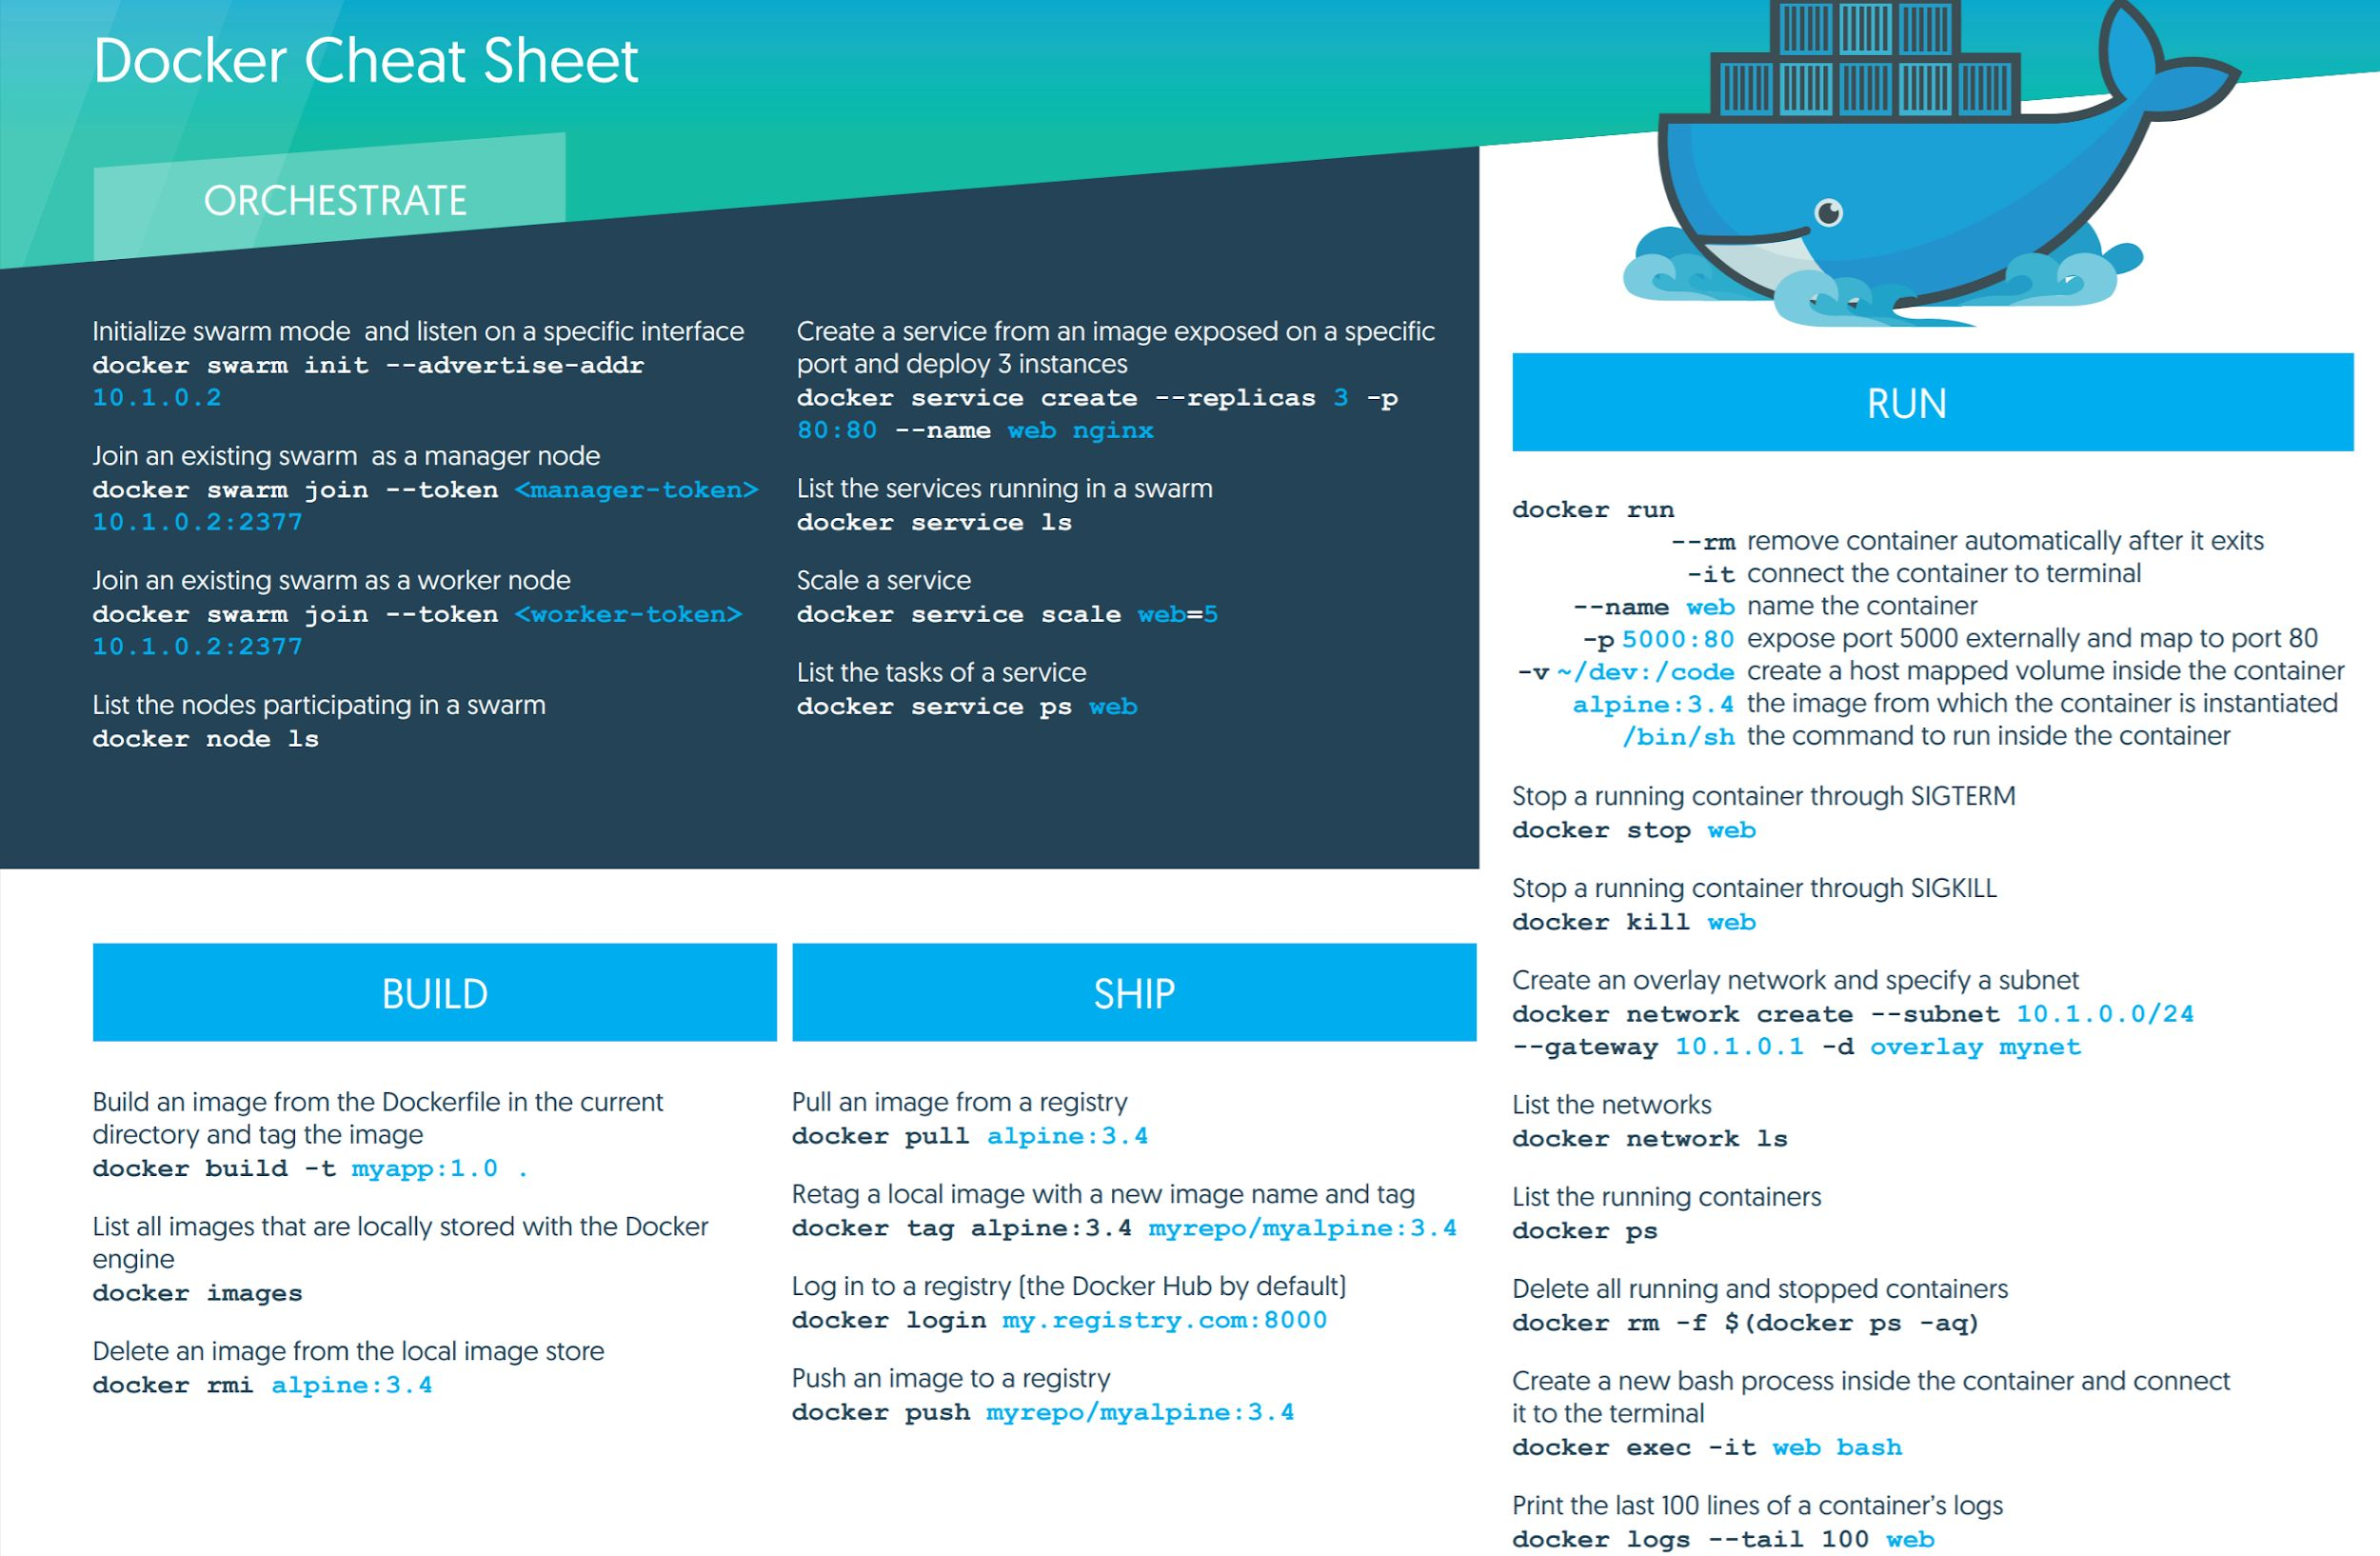 Docker Cheat Sheet
ORCHESTRATE
Initialize swarm mode  and listen on a specific interface
docker swarm init --advertise-addr
10.1.0.2
Join an existing swarm  as a manager node
docker swarm join --token <manager-token>
10.1.0.2:2377
Join an existing swarm as a worker node
docker swarm join --token <worker-token>
10.1.0.2:2377
List the nodes participating in a swarm
docker node ls
Create a service from an image exposed on a specific
port and deploy 3 instances
docker service create --replicas 3 -p
80:80 --name web nginx
List the services running in a swarm
docker service ls
Scale a service
docker service scale web=5
List the tasks of a service
docker service ps web
BUILD
Build an image from the Dockerfile in the current
directory and tag the image
docker build -t myapp:1.0 .
List all images that are locally stored with the Docker
engine
docker images
Delete an image from the local image store
docker rmi alpine:3.4
SHIP
Pull an image from a registry
docker pull alpine:3.4
Retag a local image with a new image name and tag
docker tag alpine:3.4 myrepo/myalpine:3.4
Log in to a registry (the Docker Hub by default)
docker login my.registry.com:8000
Push an image to a registry
docker push myrepo/myalpine:3.4
RUN
docker run
--rm remove container automatically after it exits
-it connect the container to terminal
--name web name the container
-p 5000:80 expose port 5000 externally and map to port 80
-v ~/dev:/code create a host mapped volume inside the container
alpine:3.4 the image from which the container is instantiated
/bin/sh the command to run inside the container
Stop a running container through SIGTERM
docker stop web
Stop a running container through SIGKILL
docker kill web
Create an overlay network and specify a subnet
docker network create --subnet 10.1.0.0/24
--gateway 10.1.0.1 -d overlay mynet
List the networks
docker network ls
List the running containers
docker ps
Delete all running and stopped containers
docker rm -f $(docker ps -aq)
Create a new bash process inside the container and connect
it to the terminal
docker exec -it web bash
Print the last 100 lines of a container’s logs
docker logs --tail 100 web